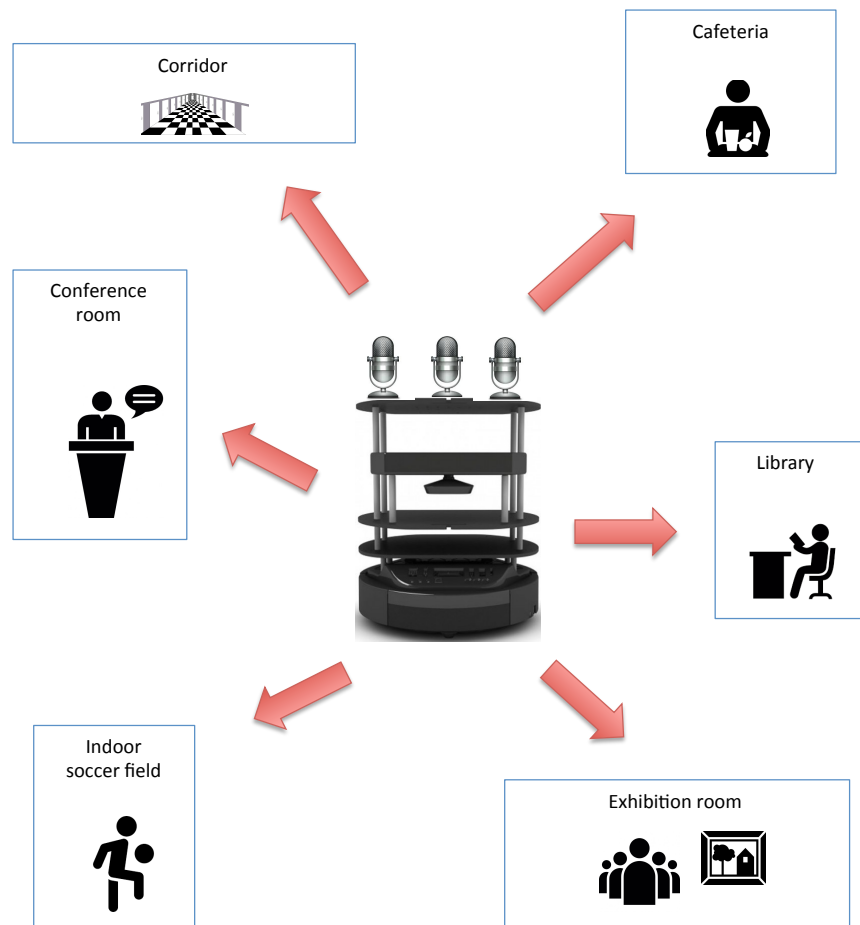 Corridor
Cafeteria
Conference
room
Library
Indoor
soccer field
Exhibition room